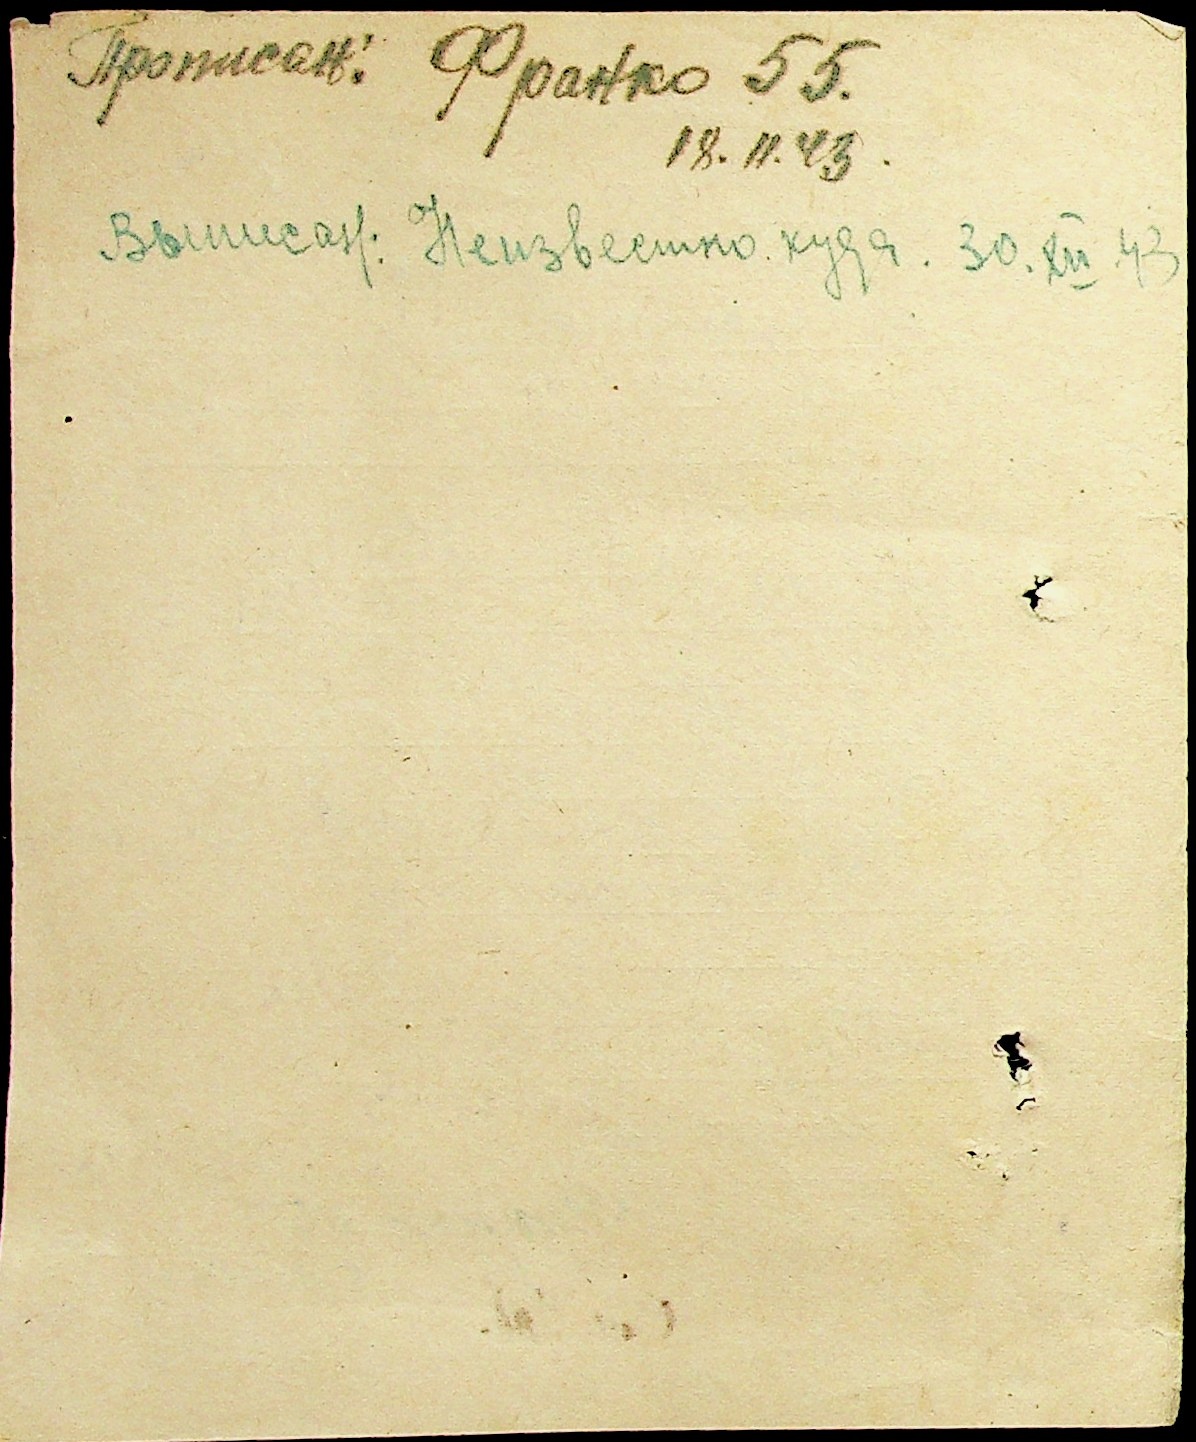 Прописан: Франко 55.
18. II. 43.
Выписан: Неизвестно куда. 30. XII 43